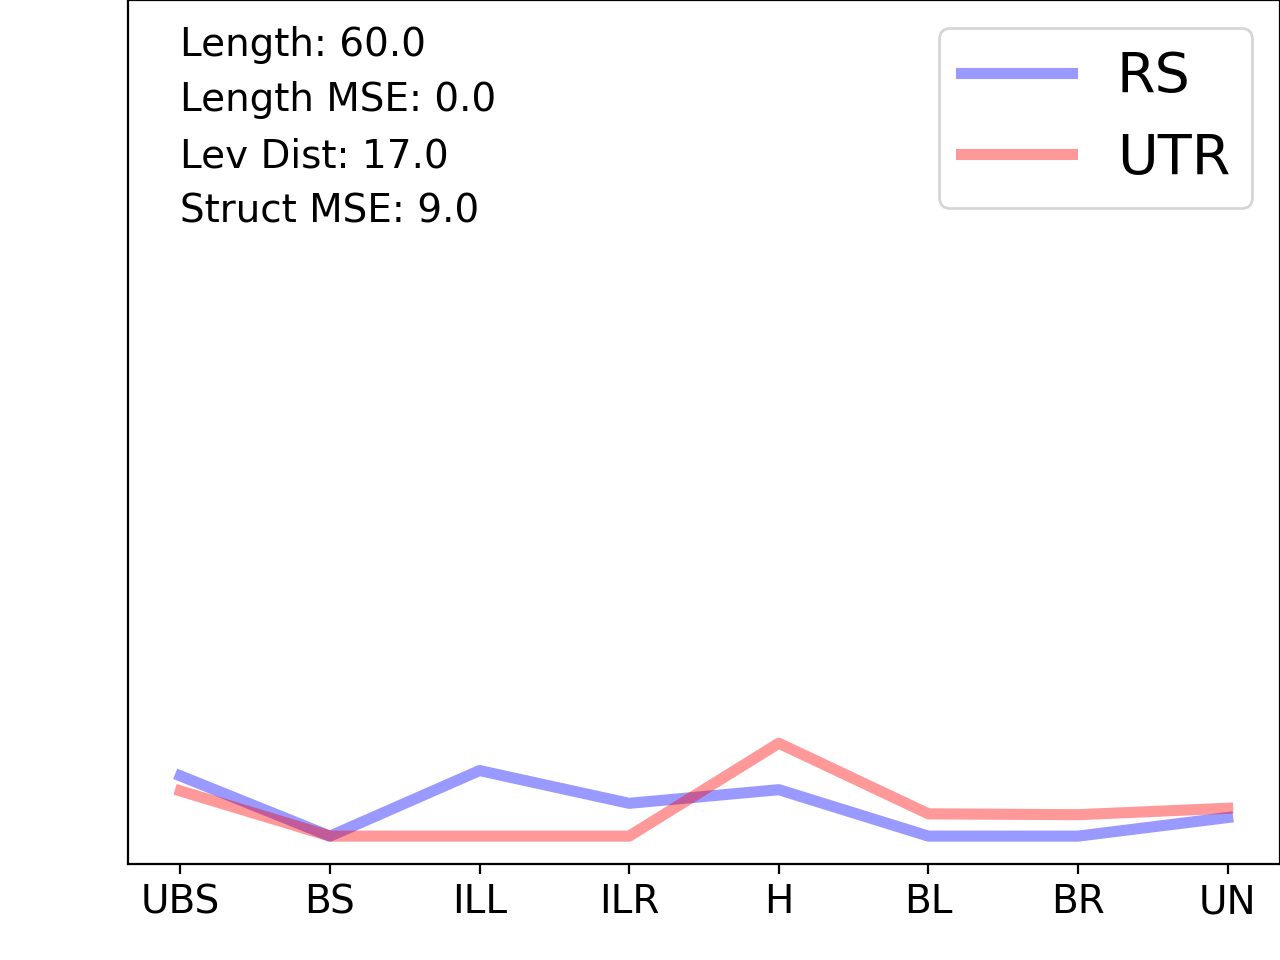 Length: 60.0
Length MSE: 0.0
Lev Dist: 17.0
Struct MSE: 9.0
RS
UTR
UBS BS ILL ILR H BL BR UN